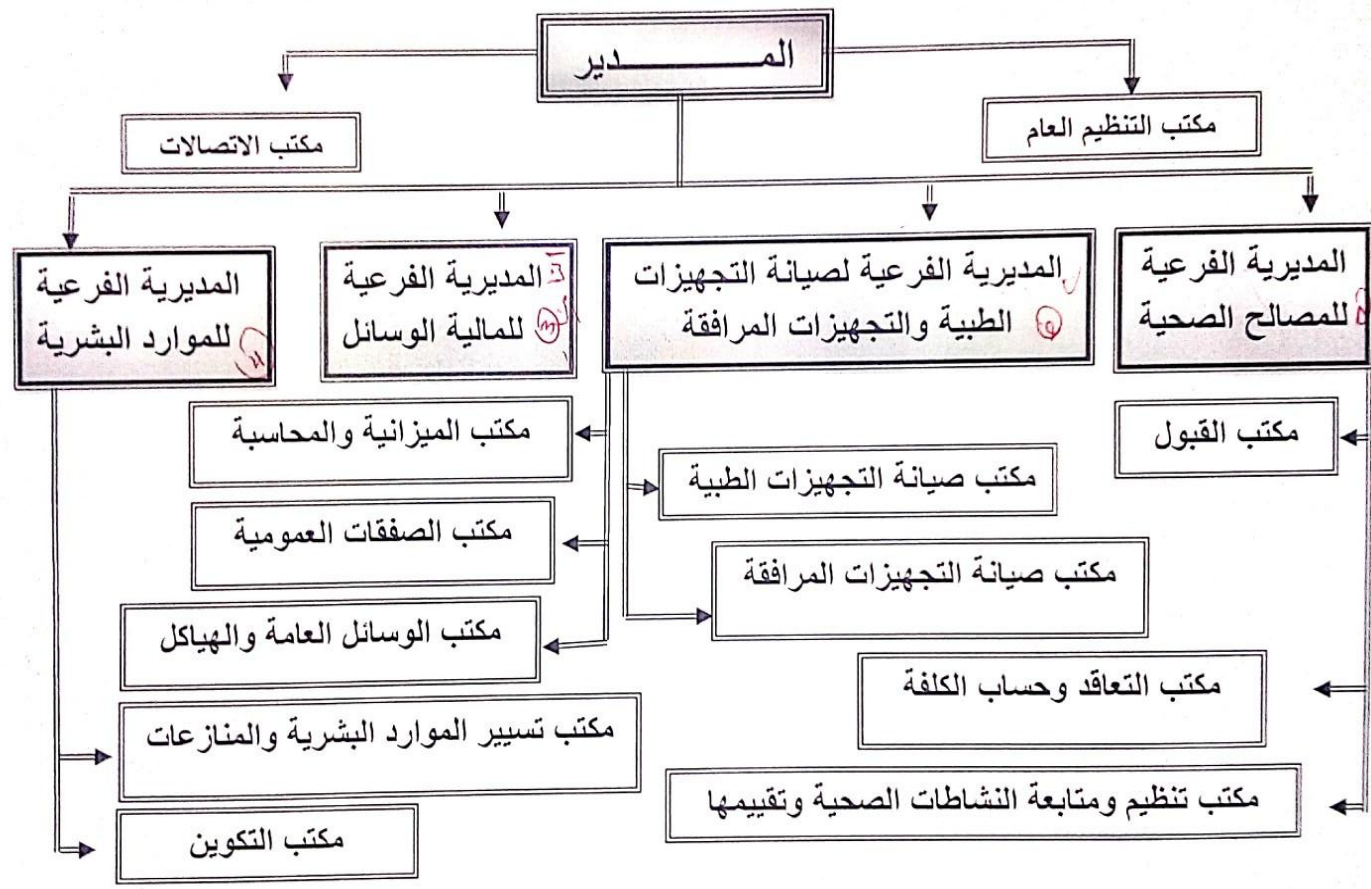 المـــــــــدير
مكتب التنظيم العام
مكتب الاتصالات
المديرية الفرعية
للمصالح الصحية
المديرية الفرعية لصيانة التجهيزات
الطبية والتجهيزات المرافقة
المديرية الفرعية
للمالية الوسائل
المديرية الفرعية
للموارد البشرية
مكتب القبول
مكتب الميزانية والمحاسبة
مكتب صيانة التجهيزات الطبية
مكتب الصفقات العمومية
مكتب صيانة التجهيزات المرافقة
مكتب الوسائل العامة والهياكل
مكتب التعاقد وحساب الكلفة
مكتب تسيير الموارد البشرية والمنازعات
مكتب تنظيم ومتابعة النشاطات الصحية وتقييمها
مكتب التكوين